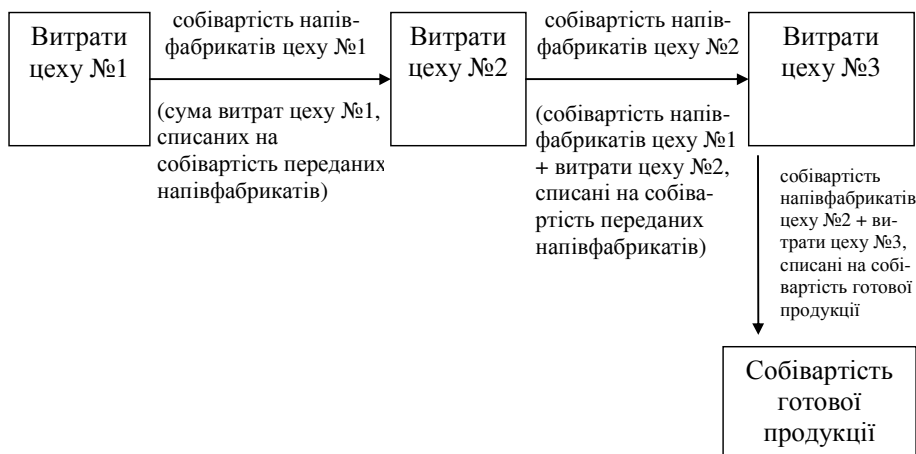 Витрати
цеху №1
собівартість напів-
фабрикатів цеху №1
(сума витрат цеху №1,
списаних на
собівартість переданих
напівфабрикатів)
Витрати
цеху №2
собівартість напів-
фабрикатів цеху №2
(собівартість напів-
фабрикатів цеху №1
+ витрати цеху №2,
списані на собіва-
ртість переданих
напівфабрикатів)
Витрати
цеху №3
собівартість
напівфабрикатів
цеху №2 + ви-
трати цеху №3,
списані на собі-
вартість готової
продукції
Собівартість
готової
продукції